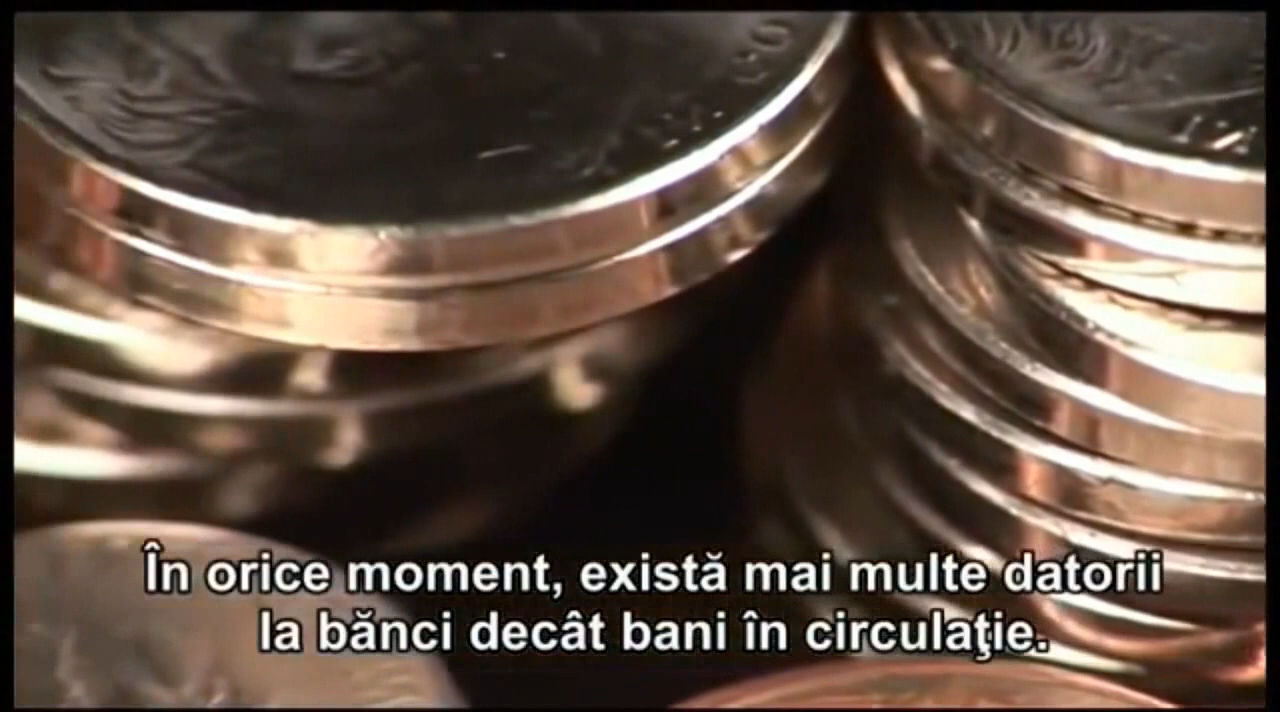 În orice moment, există mai multe datorii
la bănci decât bani în circulaţie.